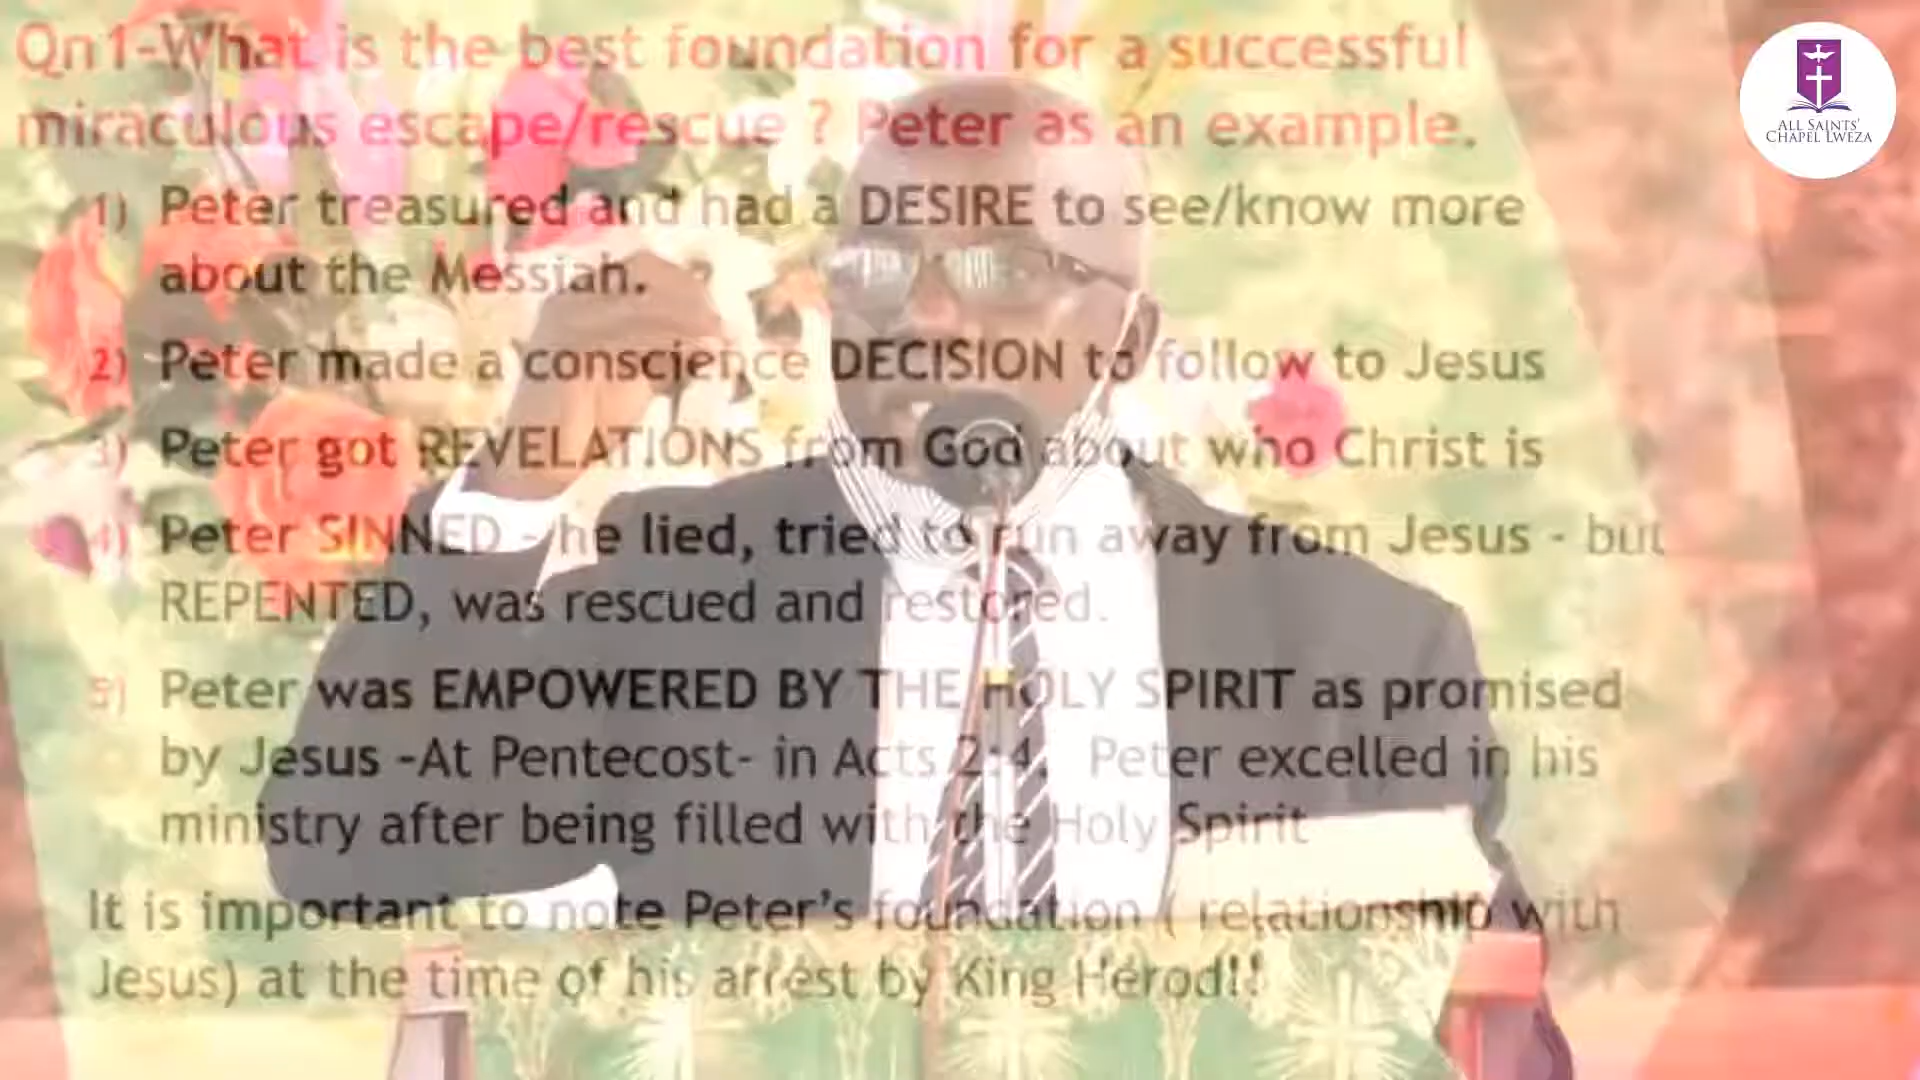 Qn1-What is the best foundation for a successful
miraculous escape/rescue ? Peter as an example.
1) Peter treasured and had a DESIRE to see/know more
about the Messiah.
2) Peter made a conscience DECISION to follow to Jesus
3) Peter got REVELATIONS from God about who Christ is
4) Peter SINNED - he lied, tried to run away from Jesus - but
REPENTED, was rescued and restored.
5) Peter was EMPOWERED BY THE HOLY SPIRIT as promised
by Jesus -At Pentecost- in Acts 2:4. Peter excelled in his
ministry after being filled with the Holy Spirit
It is important to note Peter's foundation ( relationship with
Jesus) at the time of his arrest by King Herod!!
ALL SAINTS'
CHAPEL LWEZA